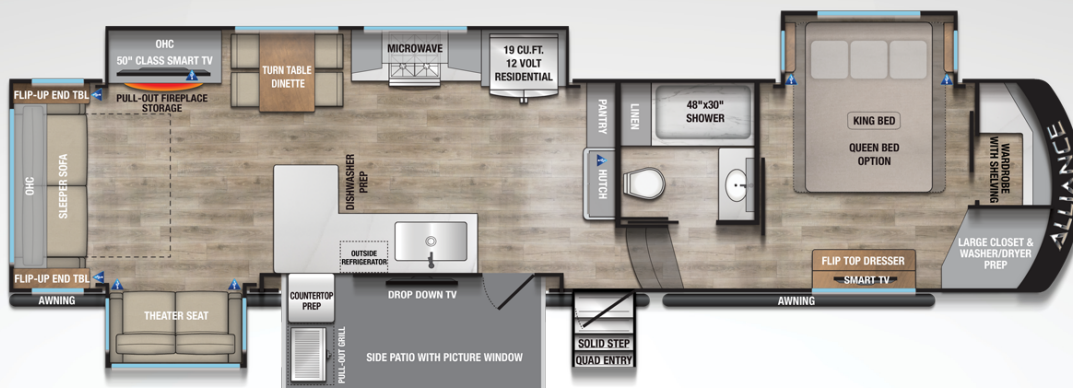 OHC
50" CLASS SMART TV
PULL-OUT FIREPLACE
STORAGE
FLIP-UP END TBL
OHC
SLEEPER SOFA
FLIP-UP END TBL
AWNING
THEATER SEAT
TURN TABLE
DINETTE
MICROWAVE
19 CU.FT.
12 VOLT
RESIDENTIAL
DISHWASHER
PREP
OUTSIDE
REFRIGERATOR
COUNTERTOP
PREP
PULL-OUT GRILL
DROP DOWN TV
SIDE PATIO WITH PICTURE WINDOW
PANTRY
HUTCH
LINEN
48"x30"
SHOWER
SOLID STEP
QUAD ENTRY
KING BED
QUEEN BED
OPTION
WARDROBE
WITH SHELVING
FLIP TOP DRESSER
SMART TV
LARGE CLOSET &
WASHER/DRYER
PREP
AWNING
ALLIANCE